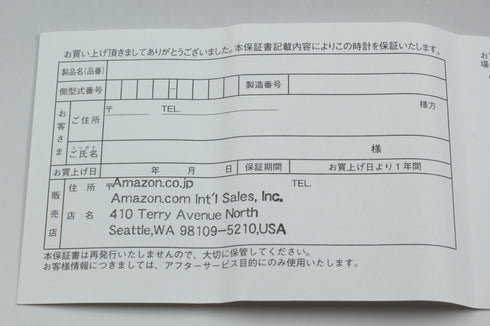 お買い上げ頂きましてありがとうございました。本保証書記載内容によりこの時計を保証いたします。
製品名(品番)
側型式番号 － 製造番号
お客さま ご住所 〒 TEL. 様方
フリガナ
ご氏名 様
お買上げ日 年 月 日 保証期間 お買上げ日より1年間
販売店 住所 〒 Amazon.co.jp TEL.
Amazon.com Int'l Sales, Inc.
店名 410 Terry Avenue North
Seattle,WA 98109-5210,USA
本保証書は再発行いたしませんので、大切に保管してください。
お客様情報につきましては、アフターサービス目的にのみ使用いたします。
お
場